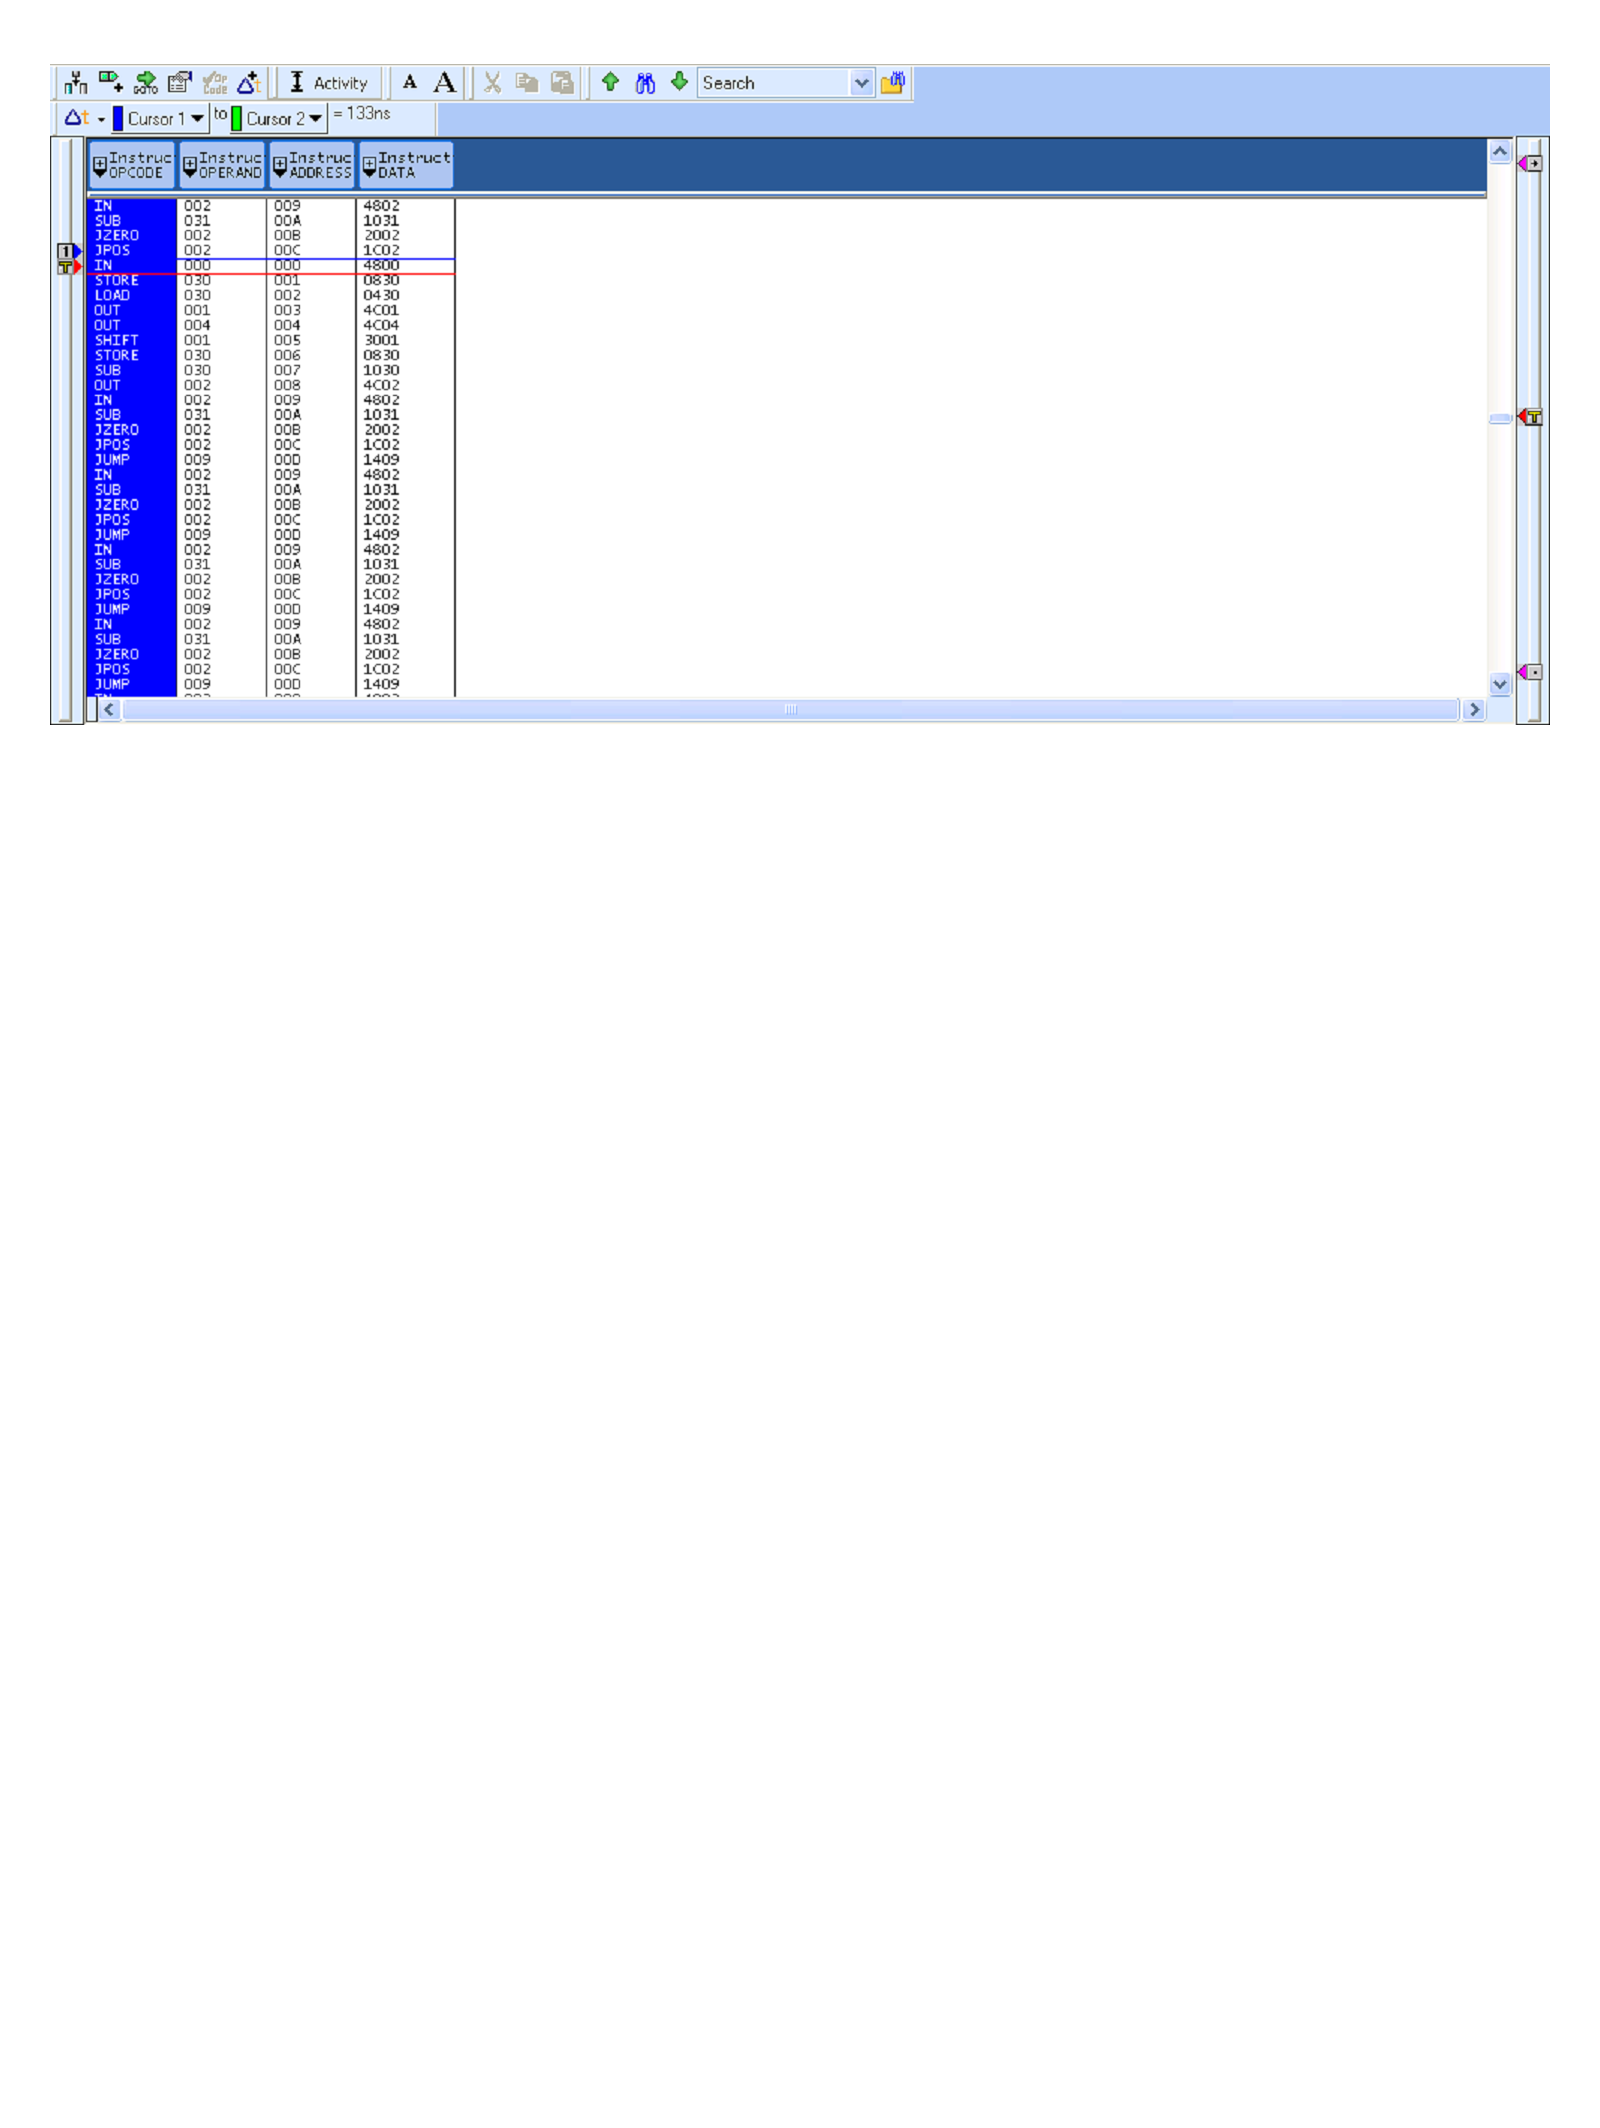 GOTO Op Code Δt Activity A A Search
Δt Cursor 1 to Cursor 2 = 133ns
Instruc OPCODE Instruc OPERAND Instruc ADDRESS Instruct DATA
IN 002 009 4802
SUB 031 00A 1031
JZERO 002 00B 2002
1 JPOS 002 00C 1C02
T IN 000 000 4800
STORE 030 001 0830
LOAD 030 002 0430
OUT 001 003 4C01
OUT 004 004 4C04
SHIFT 001 005 3001
STORE 030 006 0830
SUB 030 007 1030
OUT 002 008 4C02
IN 002 009 4802
SUB 031 00A 1031
JZERO 002 00B 2002
JPOS 002 00C 1C02
JUMP 009 00D 1409
IN 002 009 4802
SUB 031 00A 1031
JZERO 002 00B 2002
JPOS 002 00C 1C02
JUMP 009 00D 1409
IN 002 009 4802
SUB 031 00A 1031
JZERO 002 00B 2002
JPOS 002 00C 1C02
JUMP 009 00D 1409
IN 002 009 4802
SUB 031 00A 1031
JZERO 002 00B 2002
JPOS 002 00C 1C02
JUMP 009 00D 1409